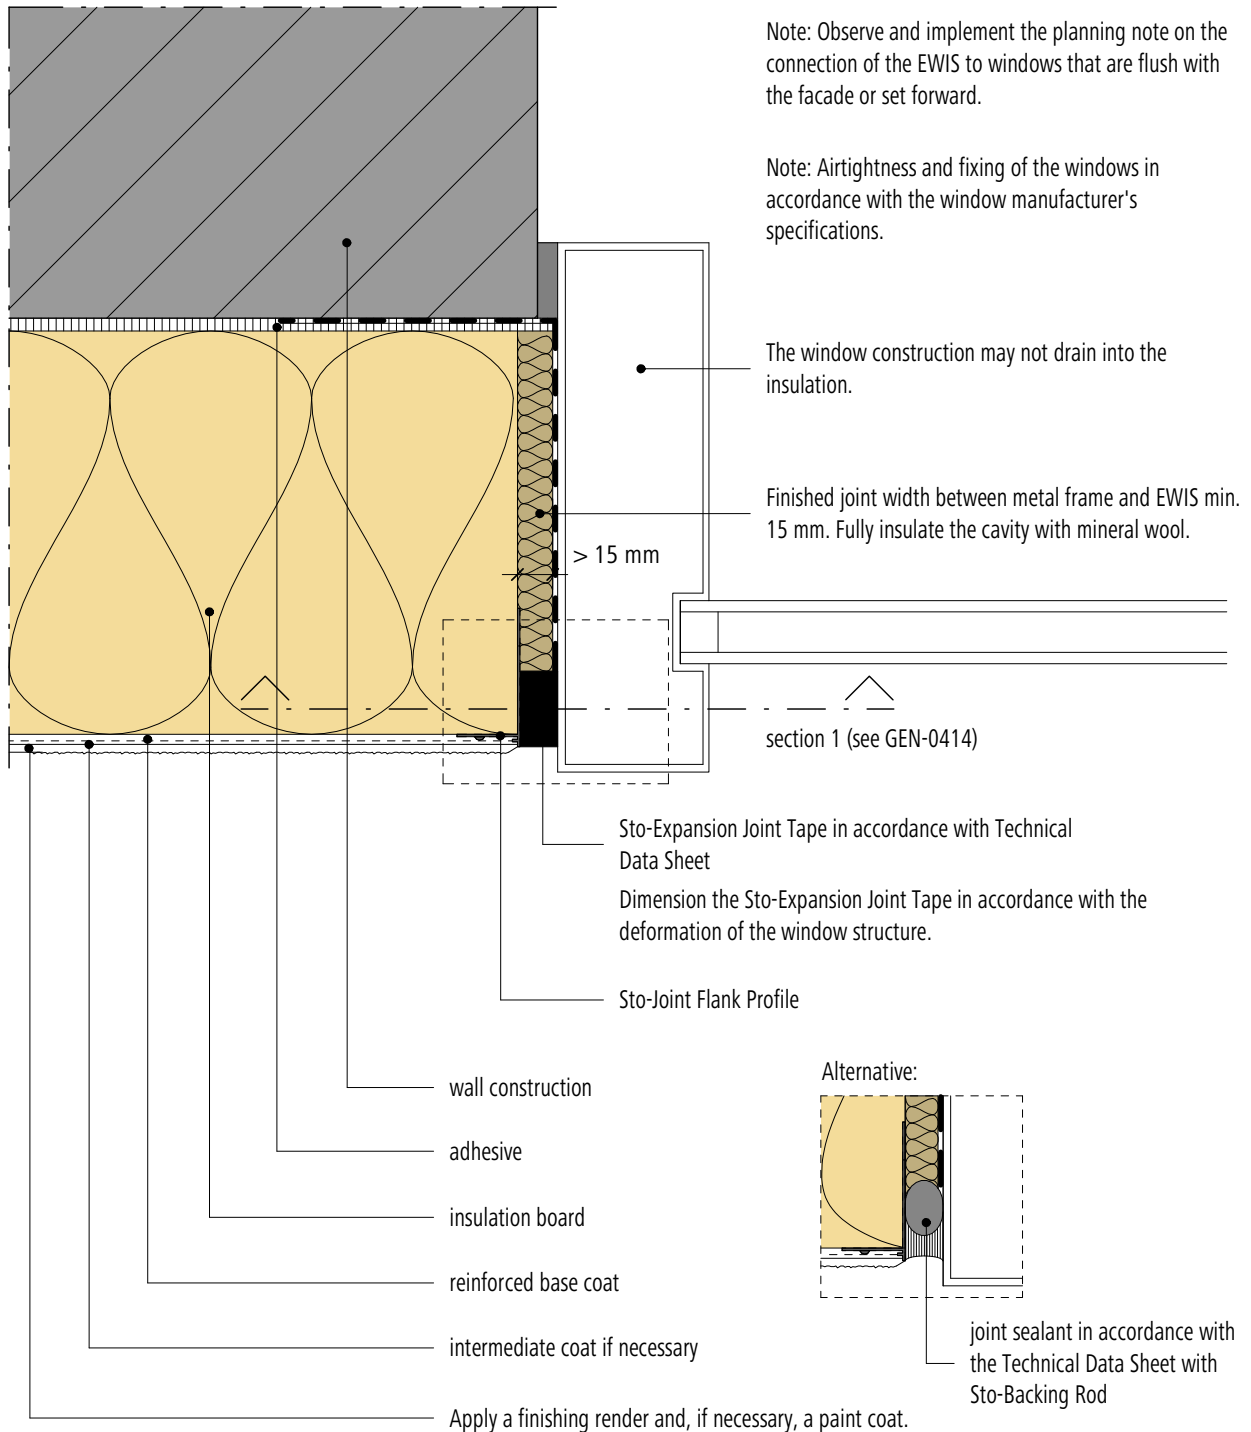 Note: Observe and implement the planning note on the
connection of the EWIS to windows that are flush with
the facade or set forward.
Note: Airtightness and fixing of the windows in
accordance with the window manufacturer's
specifications.
The window construction may not drain into the
insulation.
Finished joint width between metal frame and EWIS min.
15 mm. Fully insulate the cavity with mineral wool.
> 15 mm
section 1 (see GEN-0414)
Sto-Expansion Joint Tape in accordance with Technical
Data Sheet
Dimension the Sto-Expansion Joint Tape in accordance with the
deformation of the window structure.
Sto-Joint Flank Profile
wall construction
adhesive
insulation board
reinforced base coat
intermediate coat if necessary
Apply a finishing render and, if necessary, a paint coat.
Alternative:
joint sealant in accordance with
the Technical Data Sheet with
Sto-Backing Rod